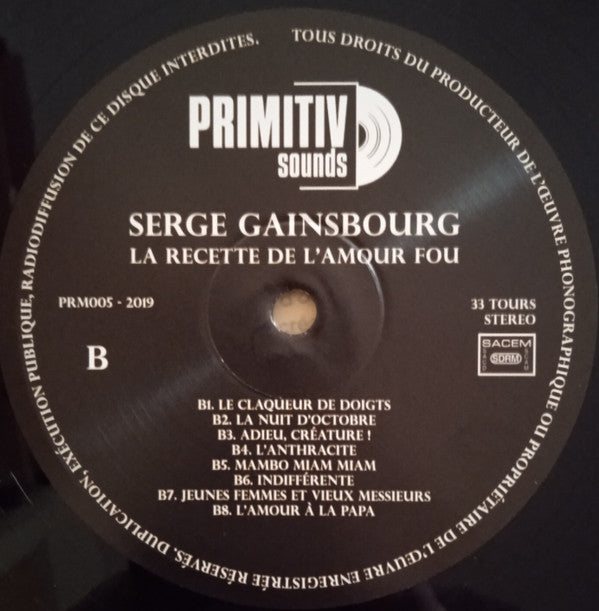 TOUS DROITS DU PRODUCTEUR DE L'ŒUVRE PHONOGRAPHIQUE OU PROPRIÉTAIRE DE L'ŒUVRE ENREGISTRÉE RÉSERVÉS. DUPLICATION, EXÉCUTION PUBLIQUE, RADIODIFFUSION DE CE DISQUE INTERDITES.
PRIMITIV
sounds
SERGE GAINSBOURG
LA RECETTE DE L'AMOUR FOU
PRM005 - 2019
33 TOURS
STEREO
B
SACEM
SDRM
B1. LE CLAQUEUR DE DOIGTS
B2. LA NUIT D'OCTOBRE
B3. ADIEU, CRÉATURE !
B4. L'ANTHRACITE
B5. MAMBO MIAM MIAM
B6. INDIFFÉRENTE
B7. JEUNES FEMMES ET VIEUX MESSIEURS
B8. L'AMOUR À LA PAPA